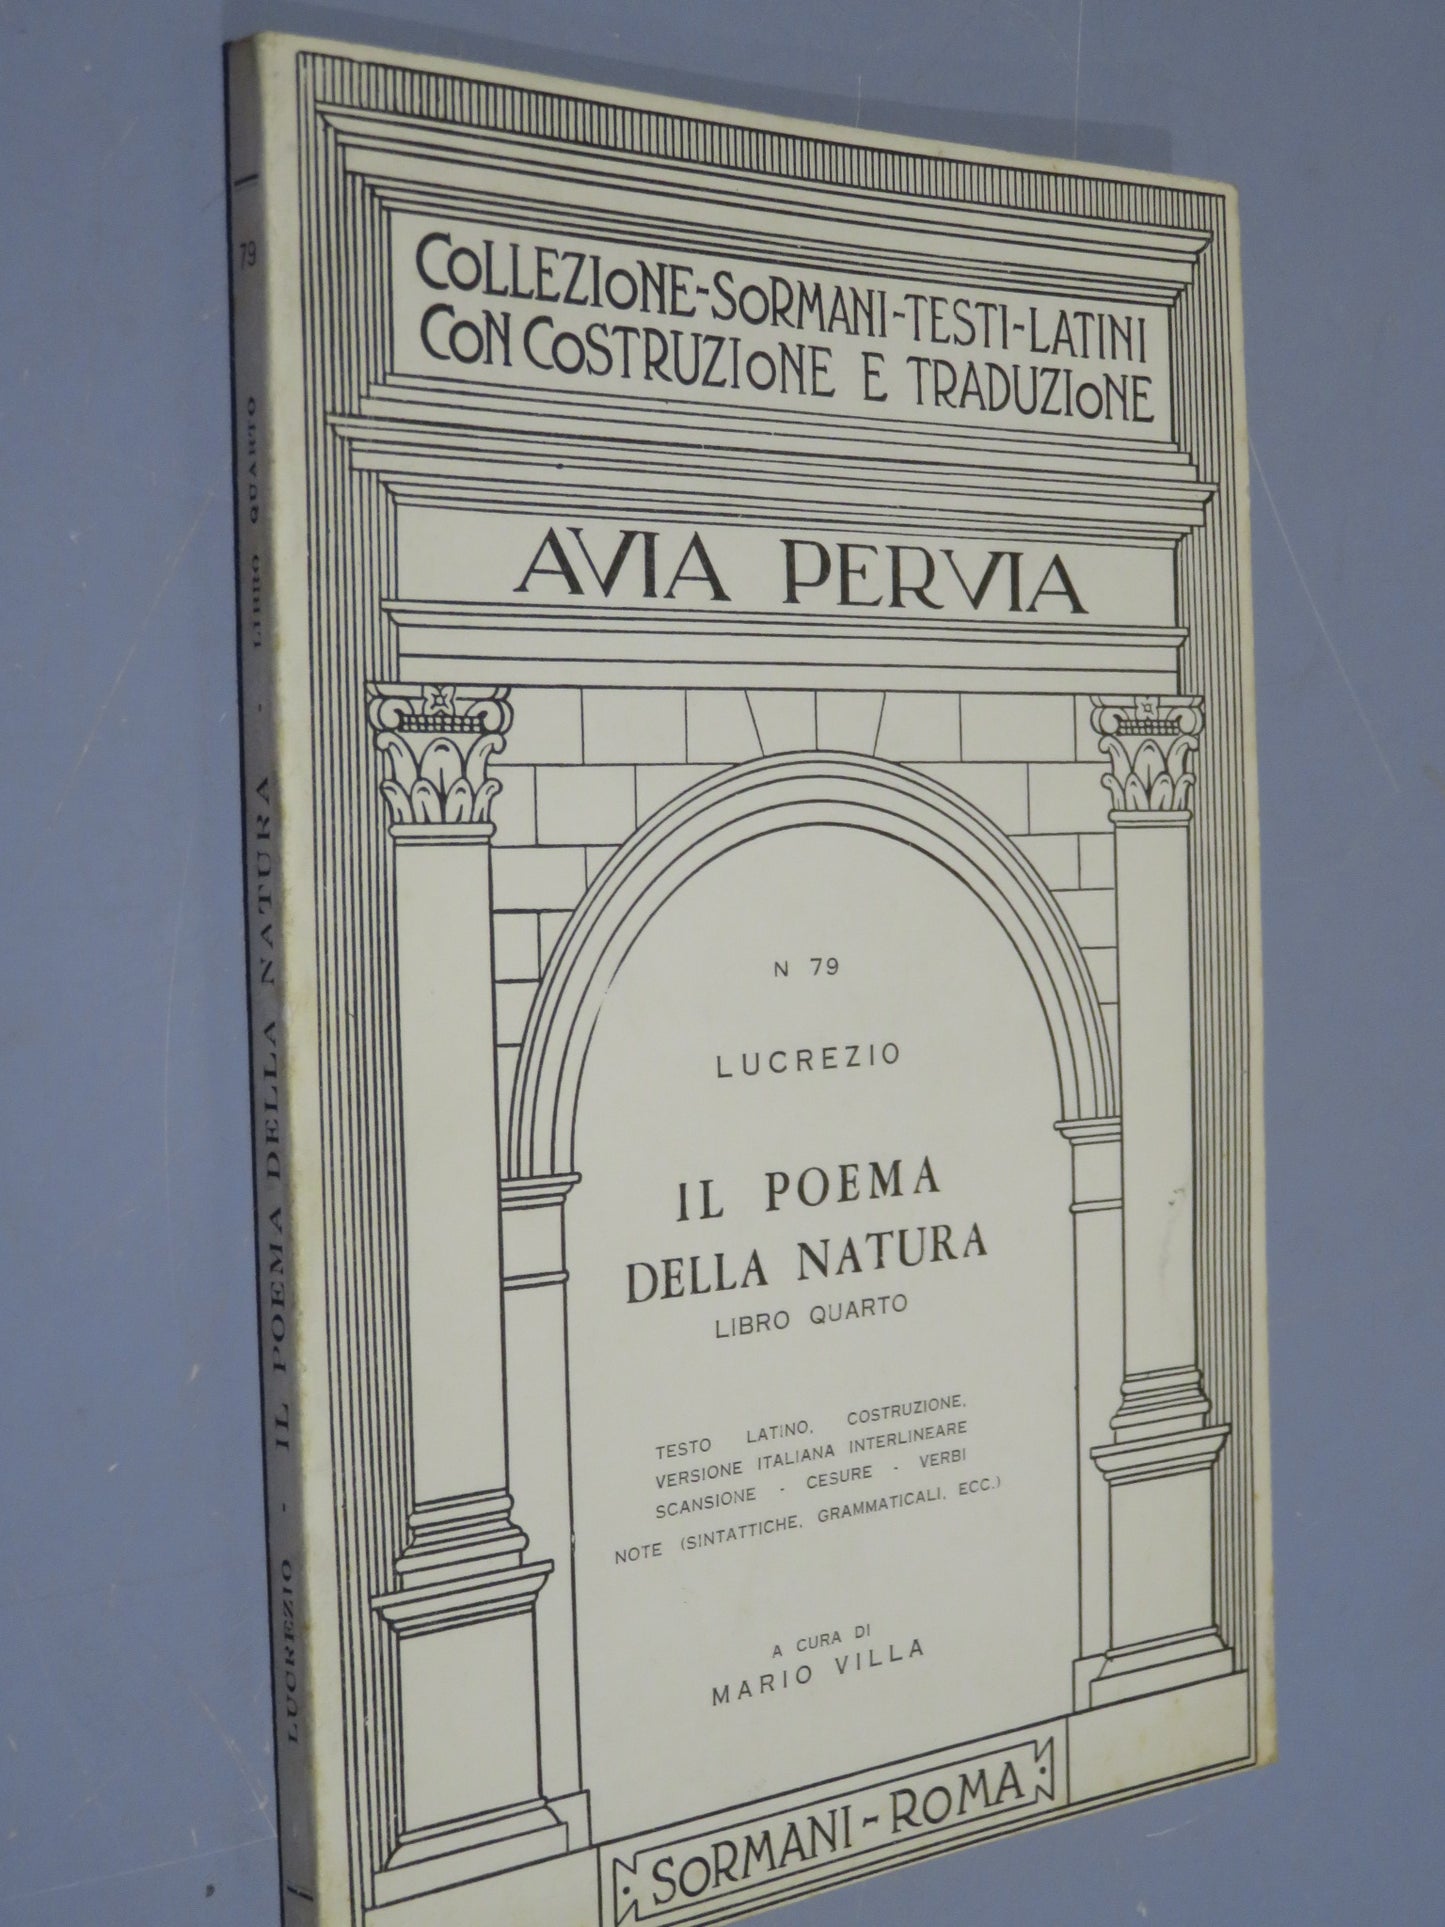 COLLEZIONE-SORMANI-TESTI-LATINI
CON COSTRUZIONE E TRADUZIONE
AVIA PERVIA
N 79
LUCREZIO
IL POEMA
DELLA NATURA
LIBRO QUARTO
TESTO LATINO, COSTRUZIONE,
VERSIONE ITALIANA INTERLINEARE
SCANSIONE - CESURE - VERBI
NOTE (SINTATTICHE, GRAMMATICALI, ECC.)
A CURA DI
MARIO VILLA
SORMANI-ROMA
LUCREZIO - IL POEMA DELLA NATURA - LIBRO QUARTO
79